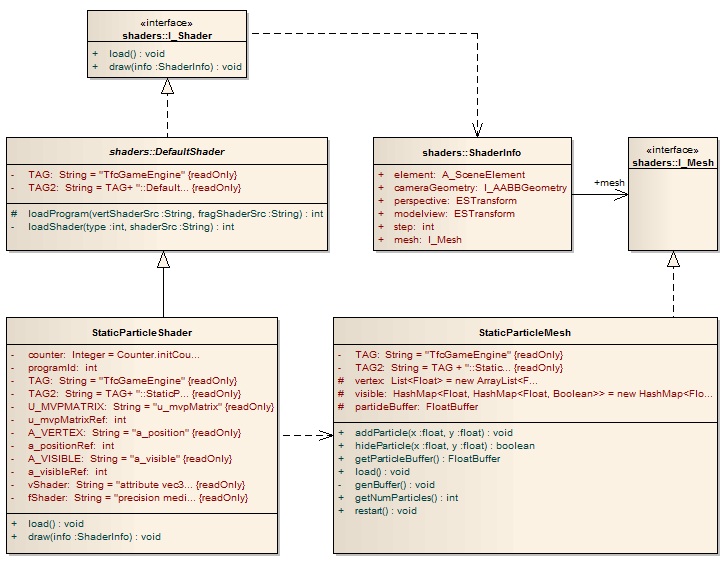 «interface»
shaders::I_Shader
+ load() : void
+ draw(info :ShaderInfo) : void
shaders::DefaultShader
- TAG: String = "TfcGameEngine" {readOnly}
- TAG2: String = TAG+ "::Default... {readOnly}
# loadProgram(vertShaderSrc :String, fragShaderSrc :String) : int
- loadShader(type :int, shaderSrc :String) : int
shaders::ShaderInfo
+ element: A_SceneElement
+ cameraGeometry: I_AABBGeometry
+ perspective: ESTransform
+ modelview: ESTransform
+ step: int
+ mesh: I_Mesh
+mesh
«interface»
shaders::I_Mesh
StaticParticleShader
- counter: Integer = Counter.initCou...
- programId: int
- TAG: String = "TfcGameEngine" {readOnly}
- TAG2: String = TAG+ "::StaticP... {readOnly}
- U_MVPMATRIX: String = "u_mvpMatrix" {readOnly}
- u_mvpMatrixRef: int
- A_VERTEX: String = "a_position" {readOnly}
- a_positionRef: int
- A_VISIBLE: String = "a_visible" {readOnly}
- a_visibleRef: int
- vShader: String = "attribute vec3... {readOnly}
- fShader: String = "precision medi... {readOnly}
+ load() : void
+ draw(info :ShaderInfo) : void
StaticParticleMesh
- TAG: String = "TfcGameEngine" {readOnly}
- TAG2: String = TAG + "::Static... {readOnly}
# vertex: List<Float> = new ArrayList<F...
# visible: HashMap<Float, HashMap<Float, Boolean>> = new HashMap<Flo...
# particleBuffer: FloatBuffer
+ addParticle(x :float, y :float) : void
+ hideParticle(x :float, y :float) : boolean
+ getParticleBuffer() : FloatBuffer
+ load() : void
- genBuffer() : void
+ getNumParticles() : int
+ restart() : void